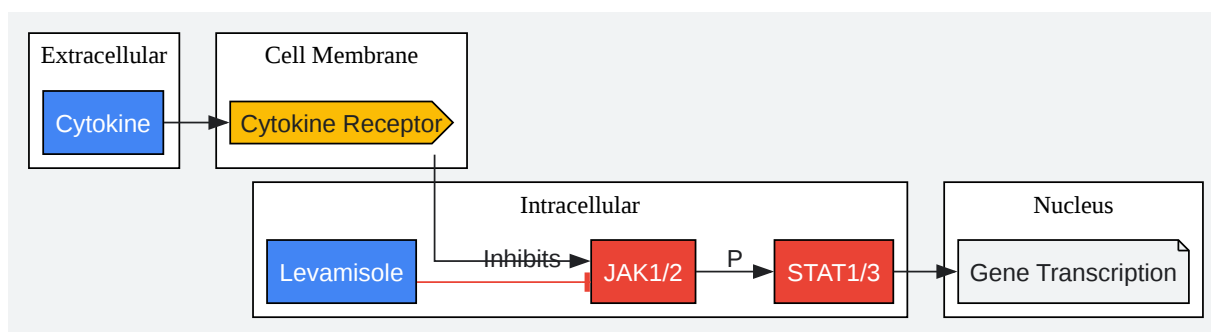 Extracellular
Cell Membrane
Cytokine
Cytokine Receptor
Intracellular
Nucleus
Inhibits
P
Levamisole
JAK1/2
STAT1/3
Gene Transcription